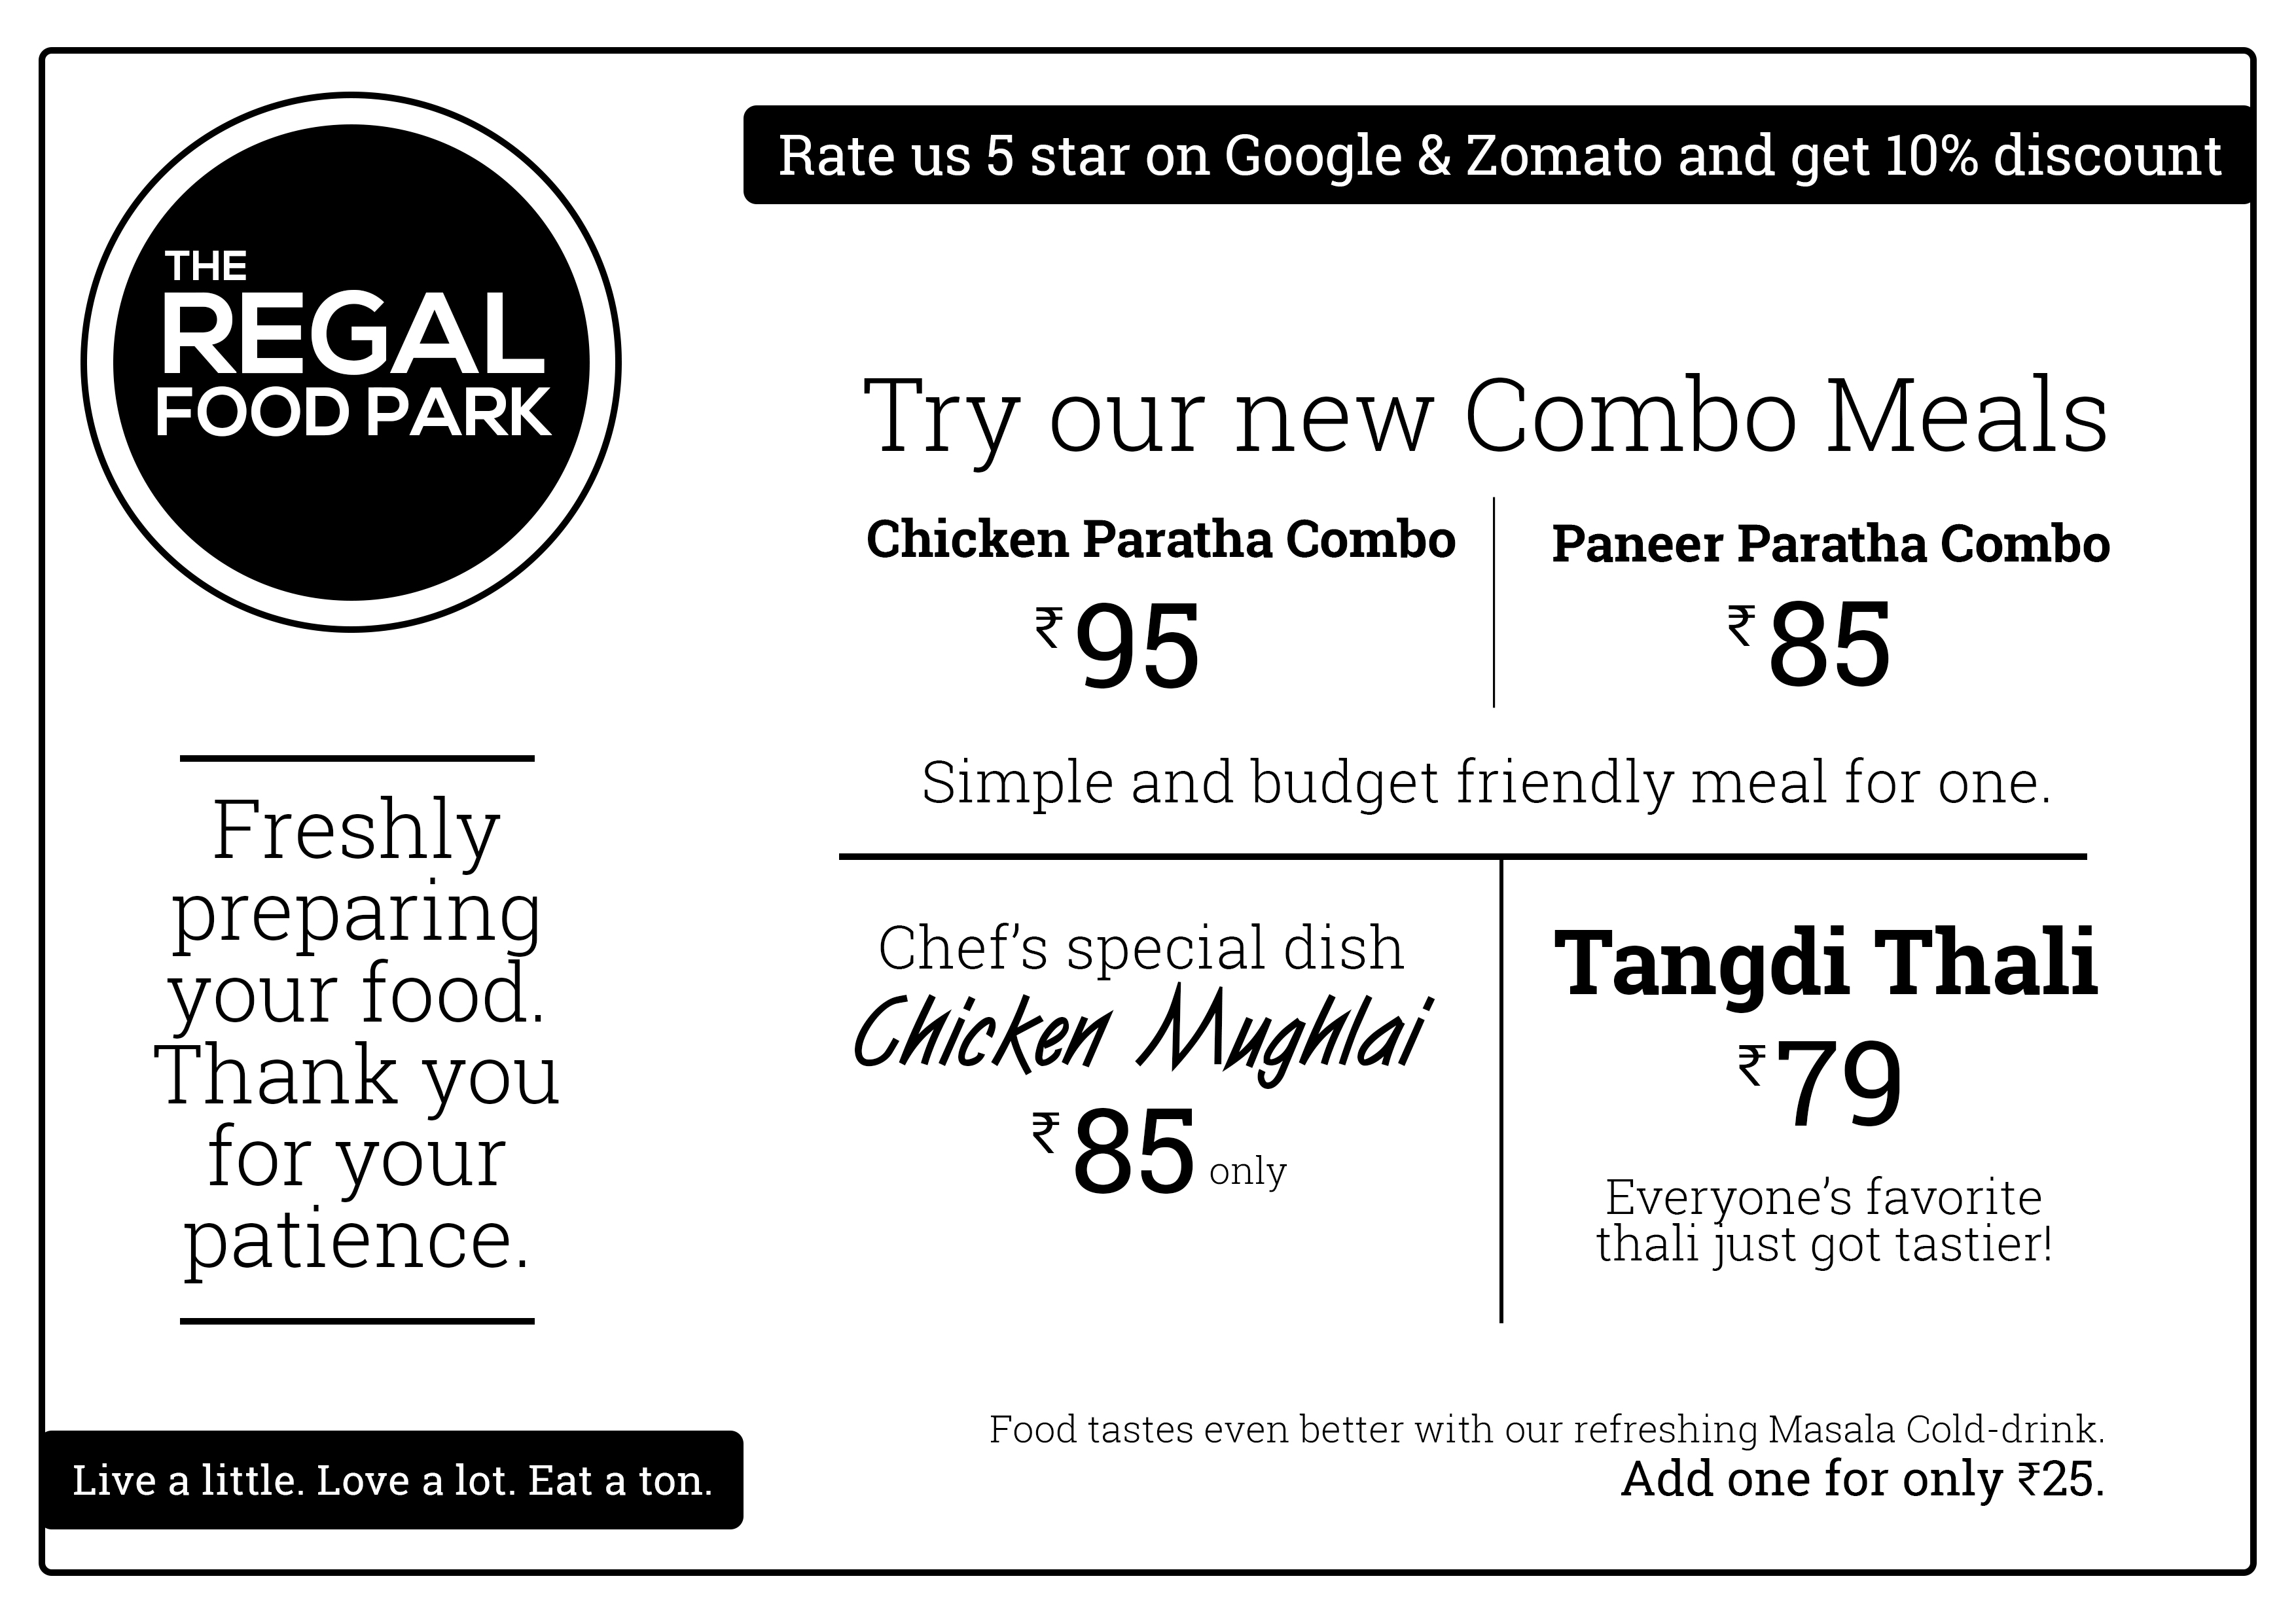 THE
REGAL
FOOD PARK
Freshly
preparing
your food.
Thank you
for your
patience.
Live a little. Love a lot. Eat a ton.
Rate us 5 star on Google & Zomato and get 10% discount
Try our new Combo Meals
Chicken Paratha Combo
₹95
Paneer Paratha Combo
₹85
Simple and budget friendly meal for one.
Chef’s special dish
Chicken Mughlai
₹85 only
Tangdi Thali
₹79
Everyone’s favorite
thali just got tastier!
Food tastes even better with our refreshing Masala Cold-drink.
Add one for only ₹25.